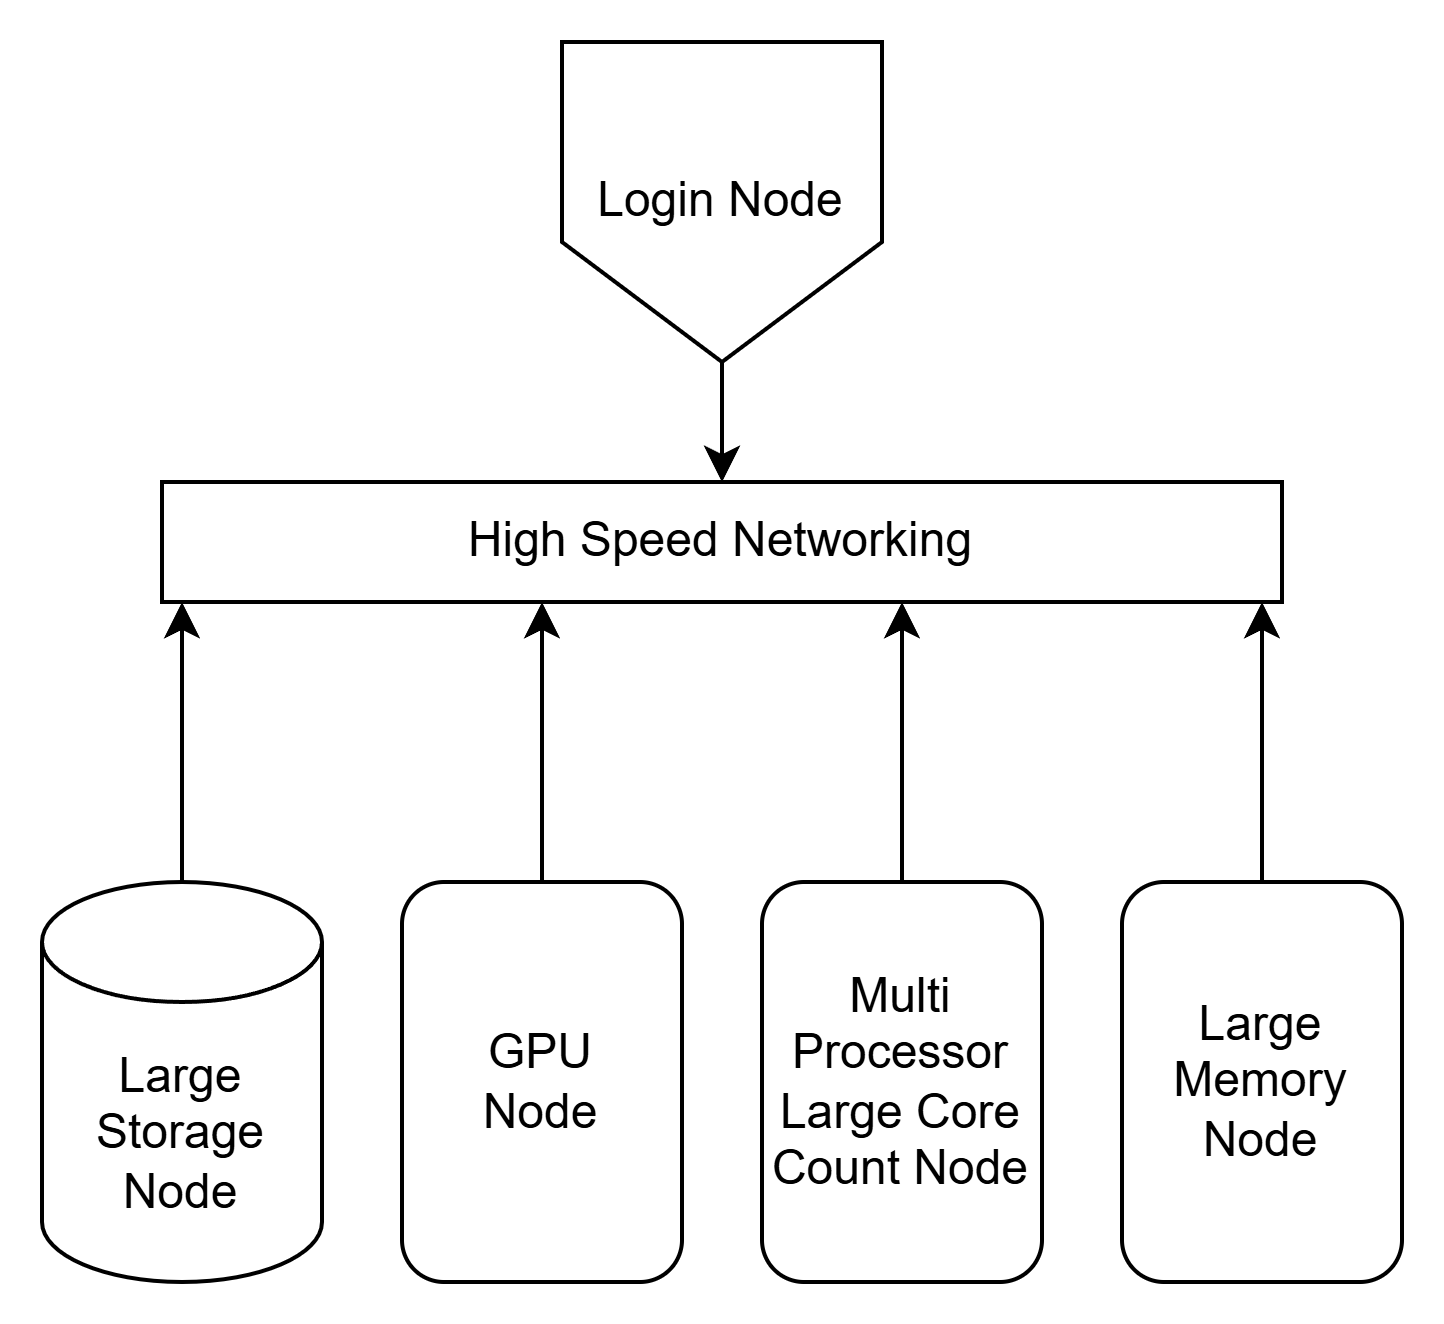 Login Node
High Speed Networking
Large
Storage
Node
GPU
Node
Multi
Processor
Large Core
Count Node
Large
Memory
Node